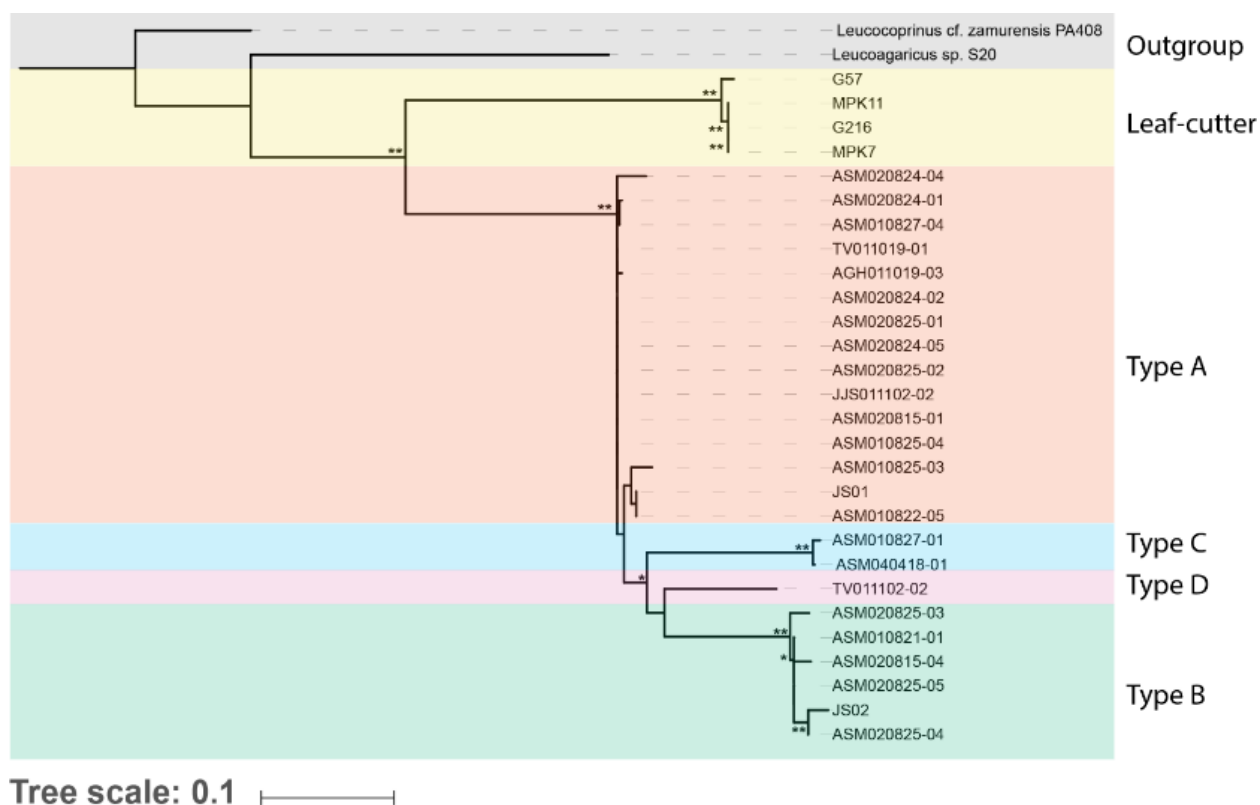 Leucocoprinus cf. zamurensis PA408
Leucoagaricus sp. S20
Outgroup
G57
MPK11
G216
MPK7
Leaf-cutter
ASM020824-04
ASM020824-01
ASM010827-04
TV011019-01
AGH011019-03
ASM020824-02
ASM020825-01
ASM020824-05
ASM020825-02
JJS011102-02
ASM020815-01
ASM010825-04
ASM010825-03
JS01
ASM010822-05
Type A
ASM010827-01
ASM040418-01
Type C
TV011102-02
Type D
ASM020825-03
ASM010821-01
ASM020815-04
ASM020825-05
JS02
ASM020825-04
Type B
**
**
**
**
**
**
*
**
*
**
Tree scale: 0.1